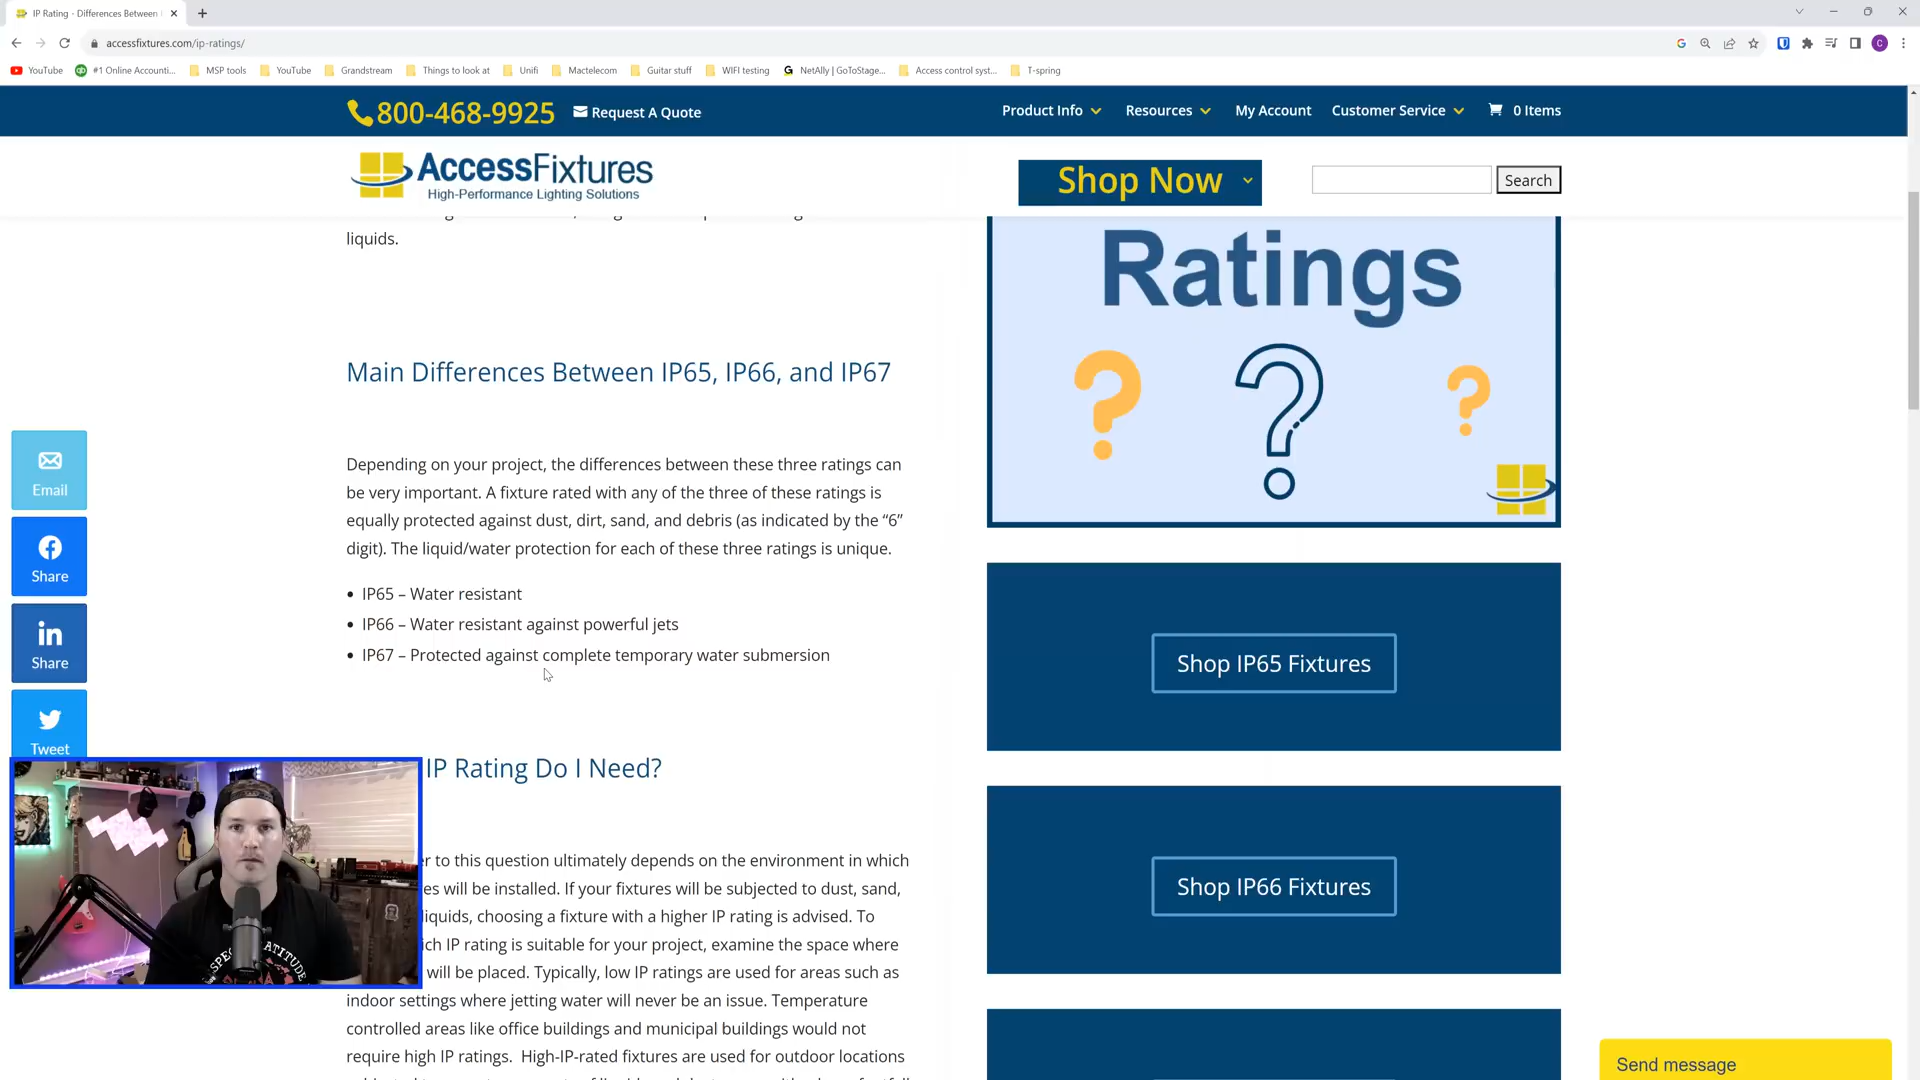 IP Rating - Differences Between
accessfixtures.com/ip-ratings/
YouTube
#1 Online Accounti...
MSP tools
YouTube
Grandstream
Things to look at
Unifi
Mactelecom
Guitar stuff
WIFI testing
NetAlly | GoToStage...
Access control syst...
T-spring
800-468-9925
Request A Quote
Product Info
Resources
My Account
Customer Service
0 Items
AccessFixtures
High-Performance Lighting Solutions
Shop Now
Search
liquids.
Main Differences Between IP65, IP66, and IP67
Depending on your project, the differences between these three ratings can
be very important. A fixture rated with any of the three of these ratings is
equally protected against dust, dirt, sand, and debris (as indicated by the “6”
digit). The liquid/water protection for each of these three ratings is unique.
• IP65 – Water resistant
• IP66 – Water resistant against powerful jets
• IP67 – Protected against complete temporary water submersion
IP Rating Do I Need?
er to this question ultimately depends on the environment in which
es will be installed. If your fixtures will be subjected to dust, sand,
liquids, choosing a fixture with a higher IP rating is advised. To
ich IP rating is suitable for your project, examine the space where
will be placed. Typically, low IP ratings are used for areas such as
indoor settings where jetting water will never be an issue. Temperature
controlled areas like office buildings and municipal buildings would not
require high IP ratings. High-IP-rated fixtures are used for outdoor locations
Ratings
? ? ?
Shop IP65 Fixtures
Shop IP66 Fixtures
Email
Share
Share
Tweet
Send message